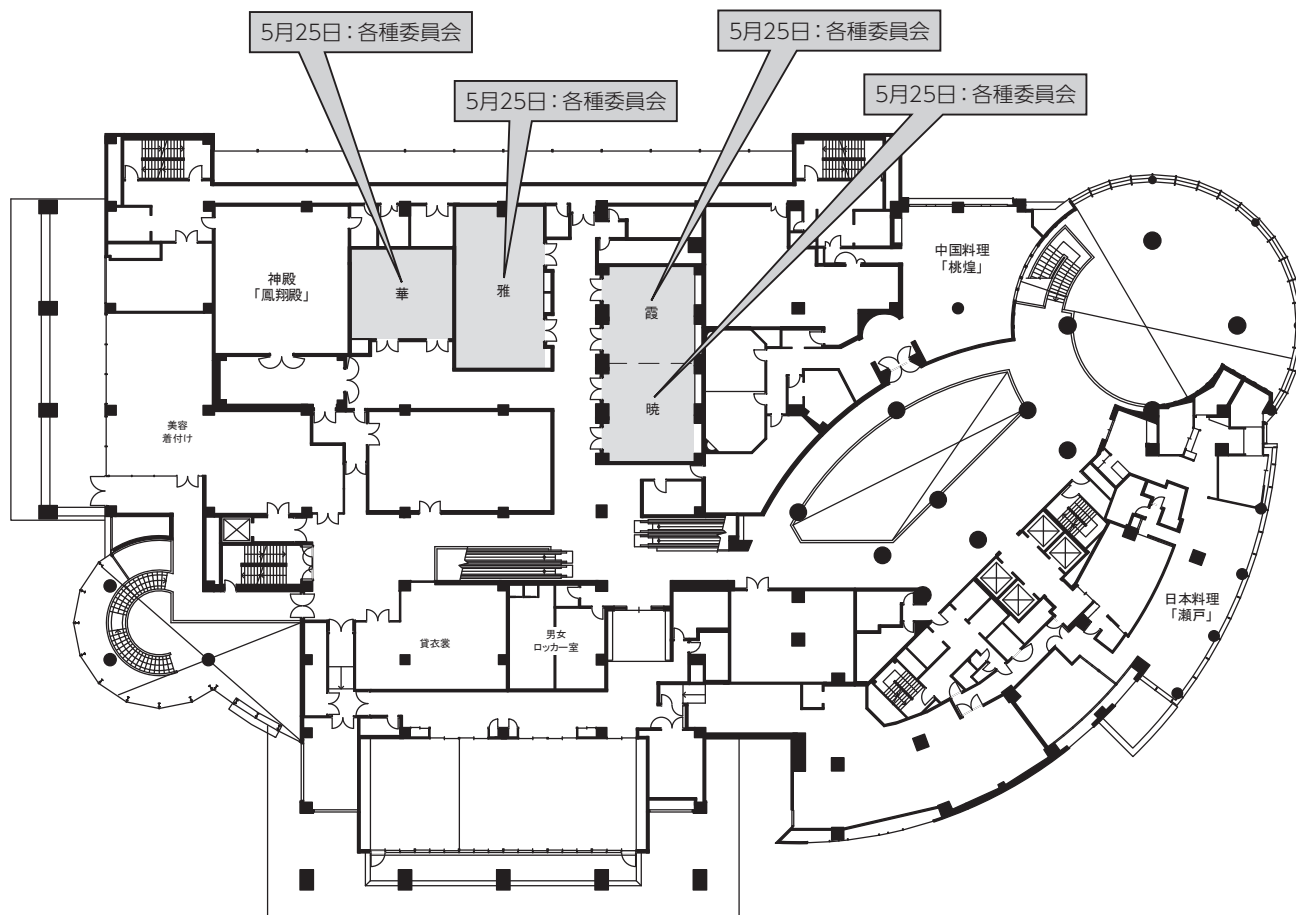 5月25日：各種委員会
5月25日：各種委員会
5月25日：各種委員会
5月25日：各種委員会
神殿
「鳳翔殿」
華
雅
霞
暁
中国料理
「桃煌」
美容
着付け
貸衣裳
男女
ロッカー室
日本料理
「瀬戸」